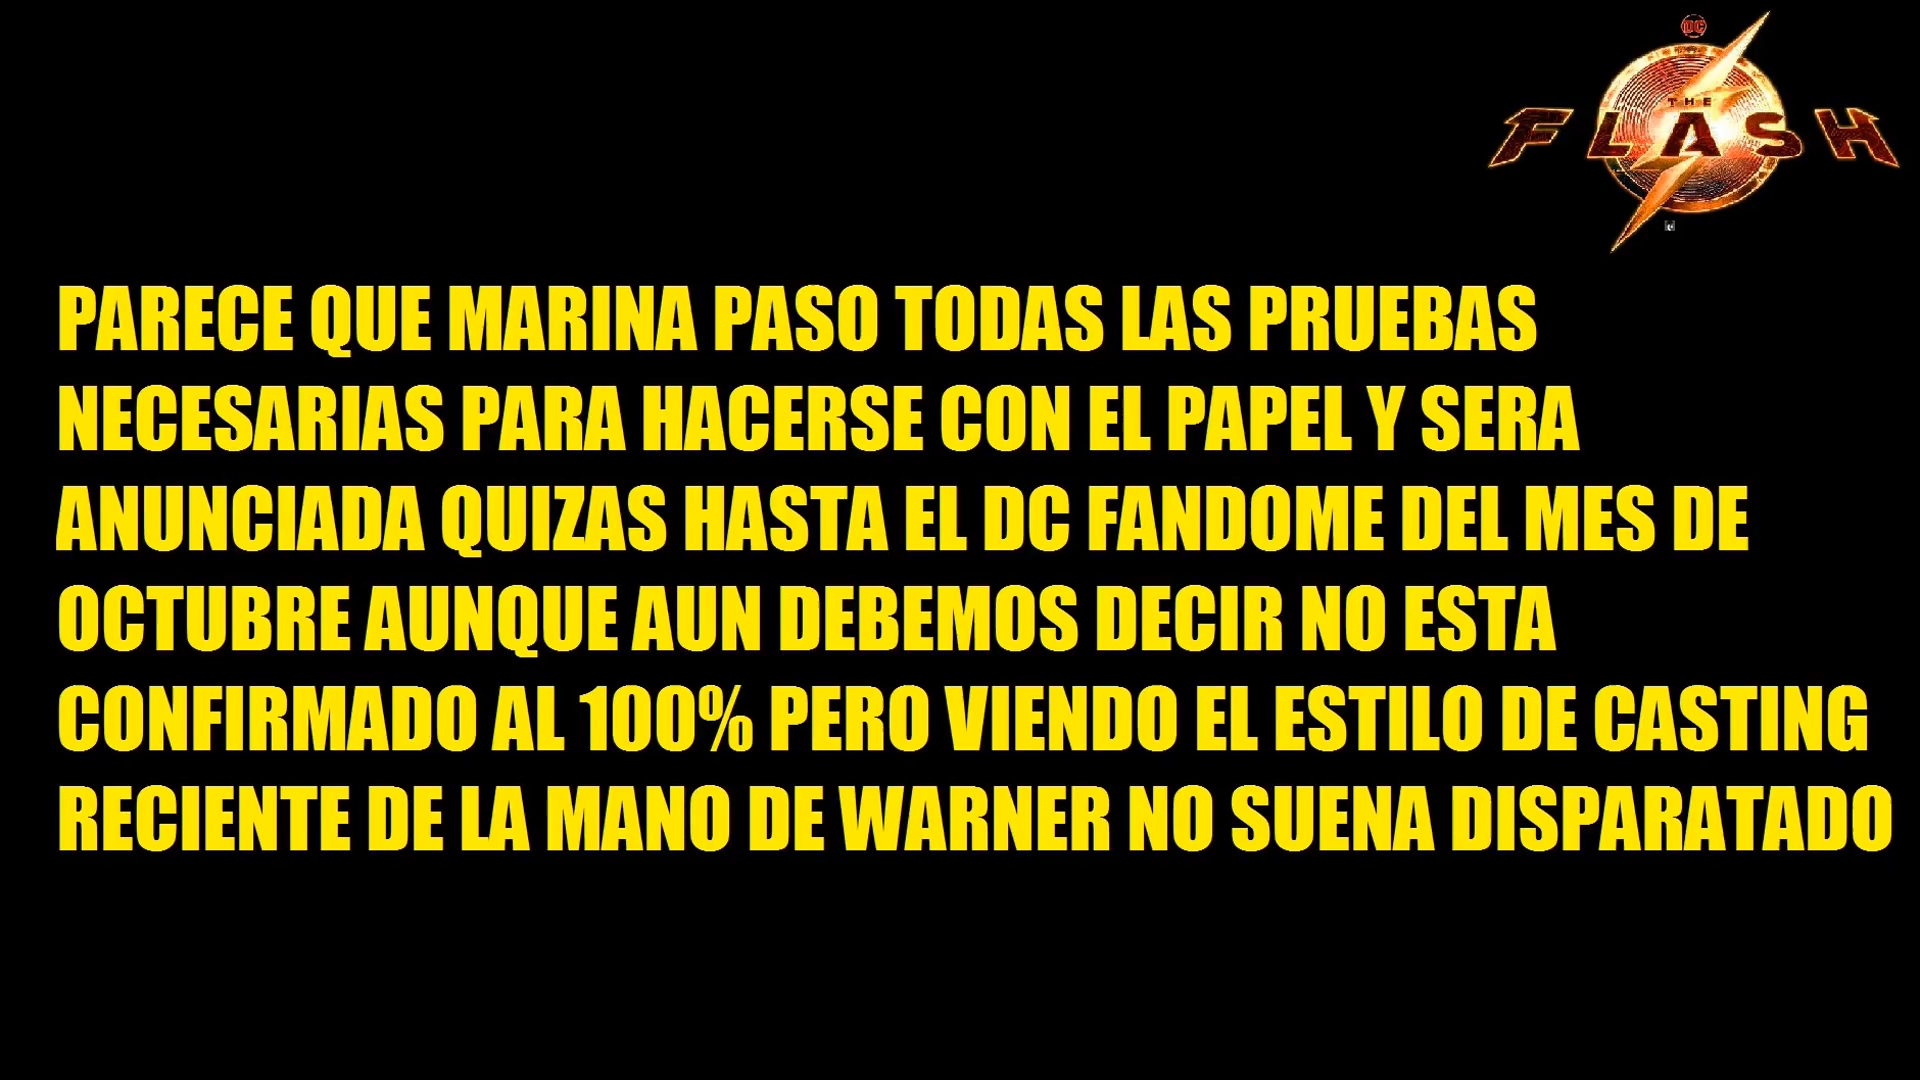 DC
THE
FLASH
PARECE QUE MARINA PASO TODAS LAS PRUEBAS
NECESARIAS PARA HACERSE CON EL PAPEL Y SERA
ANUNCIADA QUIZAS HASTA EL DC FANDOME DEL MES DE
OCTUBRE AUNQUE AUN DEBEMOS DECIR NO ESTA
CONFIRMADO AL 100% PERO VIENDO EL ESTILO DE CASTING
RECIENTE DE LA MANO DE WARNER NO SUENA DISPARATADO